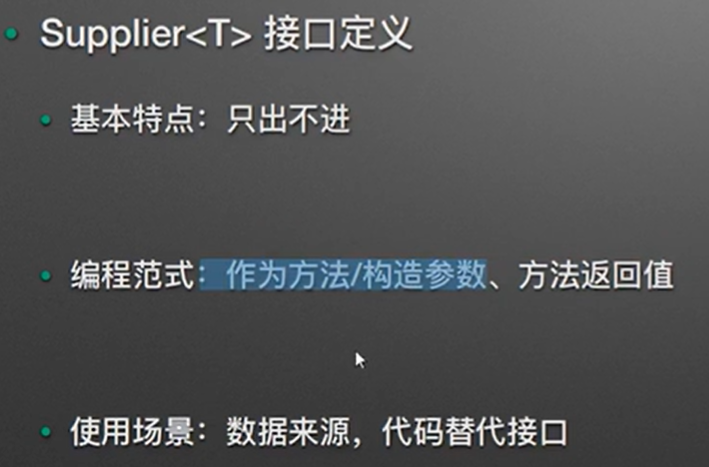 Supplier<T> 接口定义
基本特点：只出不进
编程范式：作为方法/构造参数、方法返回值
使用场景：数据来源，代码替代接口